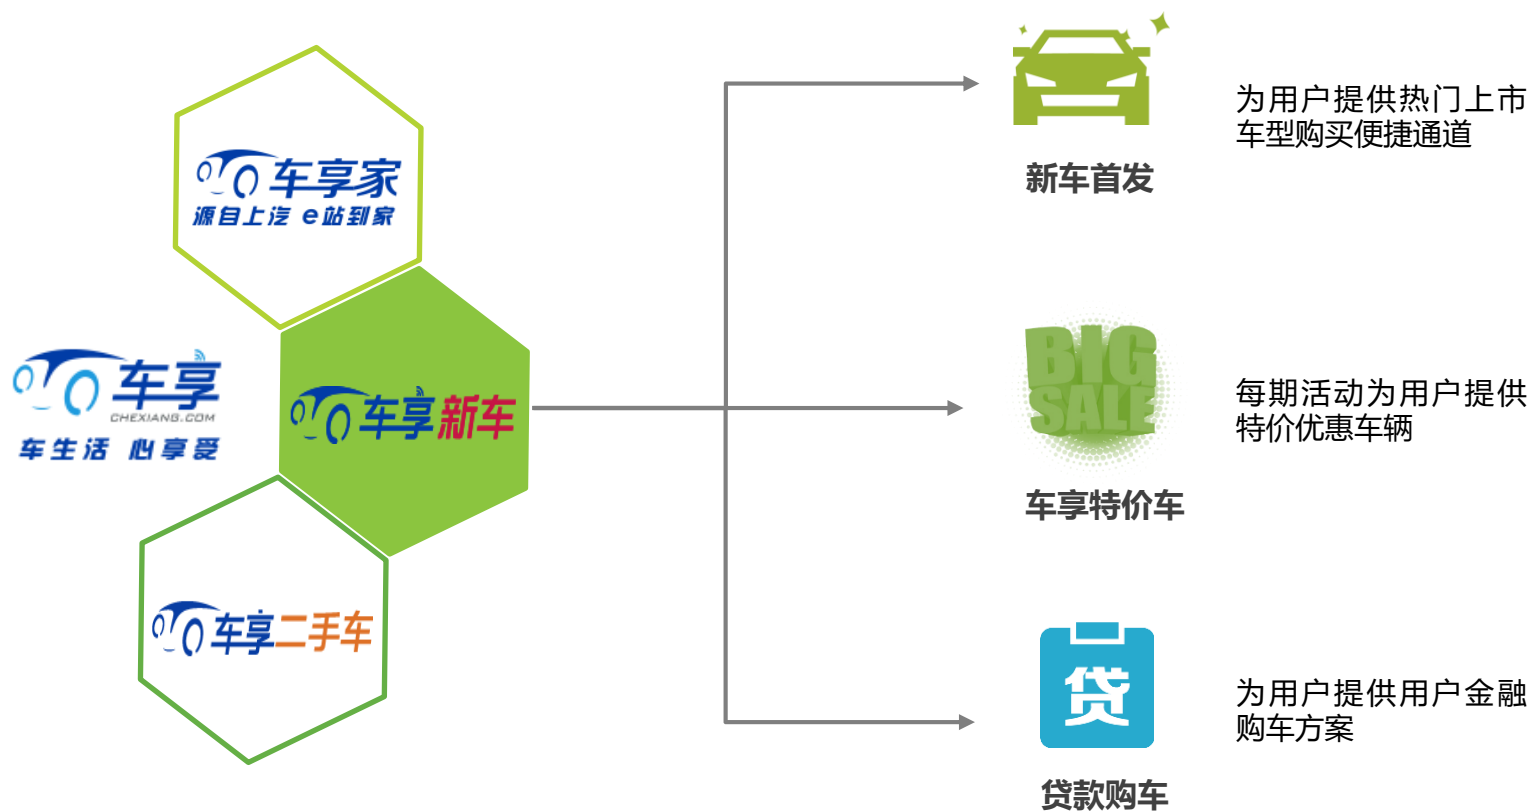 车享家
源自上汽 e站到家
车享
CHEXIANG.COM
车生活 心享受
车享新车
车享二手车
新车首发
为用户提供热门上市
车型购买便捷通道
BIG
SALE
车享特价车
每期活动为用户提供
特价优惠车辆
贷
贷款购车
为用户提供用户金融
购车方案